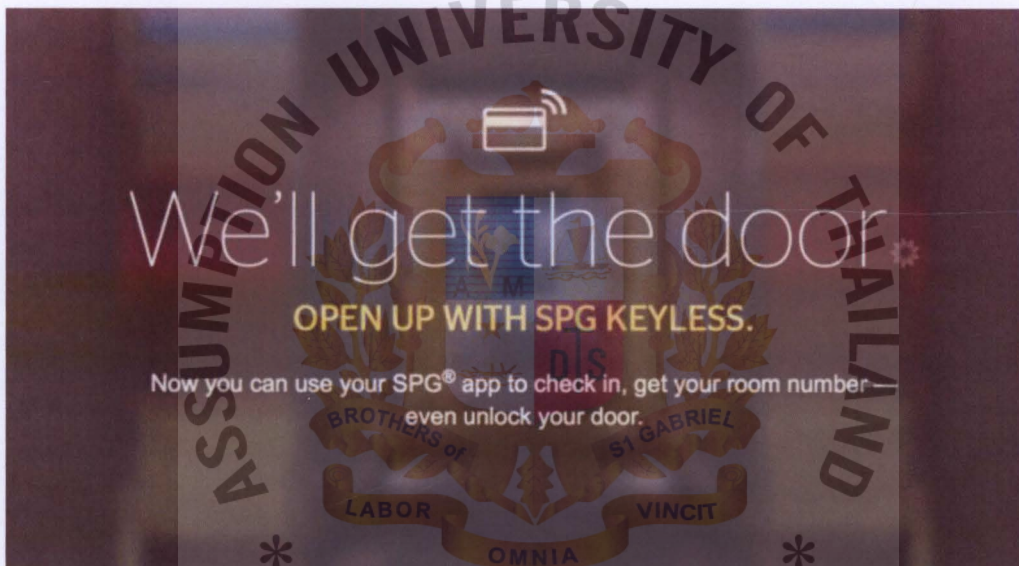 ASSUMPTION UNIVERSITY OF THAILAND
We'll get the door
OPEN UP WITH SPG KEYLESS.
Now you can use your SPG® app to check in, get your room number —
even unlock your door.
A M
D S
BROTHERS of
S1 GABRIEL
LABOR
VINCIT
OMNIA